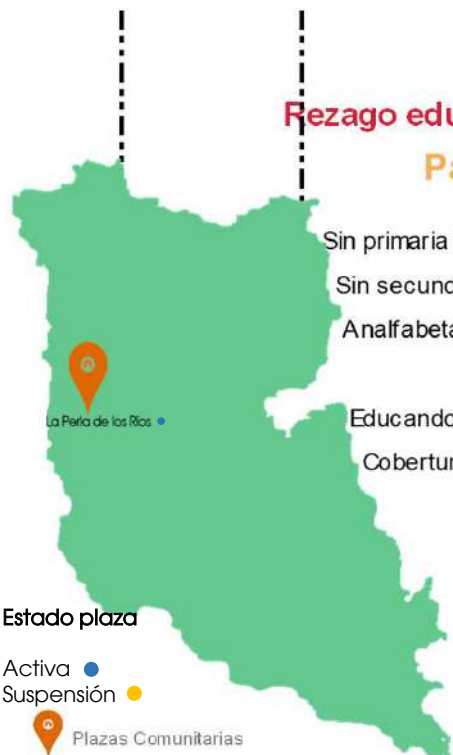 Rezago edu
Pa
Sin primaria
Sin secund
Analfabeta
La Perla de los Ríos
Educando
Cobertur
Estado plaza
Activa
Suspensión
Plazas Comunitarias